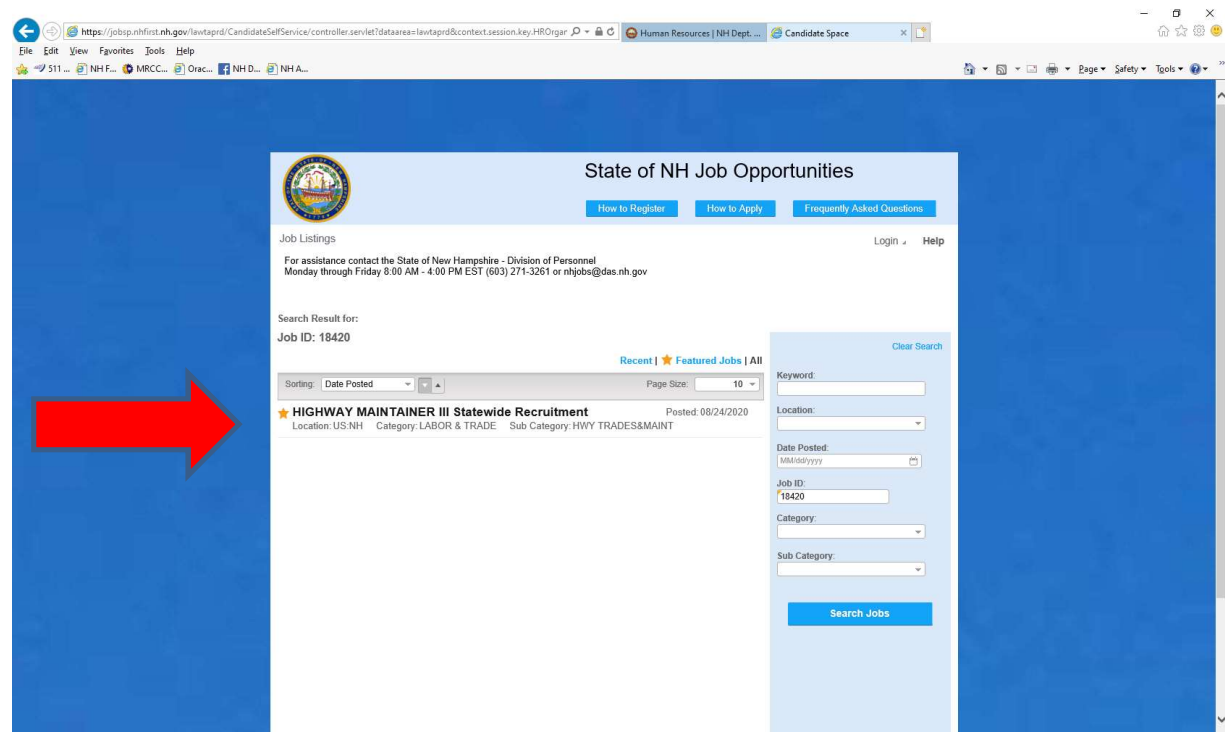 https://jobsp.nhfirst.nh.gov/lawtaprd/CandidateSelfService/controller.servlet?dataarea=lawtaprd&context.session.key.HROrgar
Human Resources | NH Dept. ...
Candidate Space
File Edit View Favorites Tools Help
511 ... NH F... MRCC... Orac... NH D... NH A...
Page Safety Tools
State of NH Job Opportunities
How to Register How to Apply Frequently Asked Questions
Job Listings
Login Help
For assistance contact the State of New Hampshire - Division of Personnel
Monday through Friday 8:00 AM - 4:00 PM EST (603) 271-3261 or nhjobs@das.nh.gov
Search Result for:
Job ID: 18420
Recent | Featured Jobs | All
Sorting: Date Posted Page Size: 10
HIGHWAY MAINTAINER III Statewide Recruitment Posted: 08/24/2020
Location: US:NH Category: LABOR & TRADE Sub Category: HWY TRADES&MAINT
Clear Search
Keyword:
Location:
Date Posted:
MM/dd/yyyy
Job ID:
18420
Category:
Sub Category:
Search Jobs